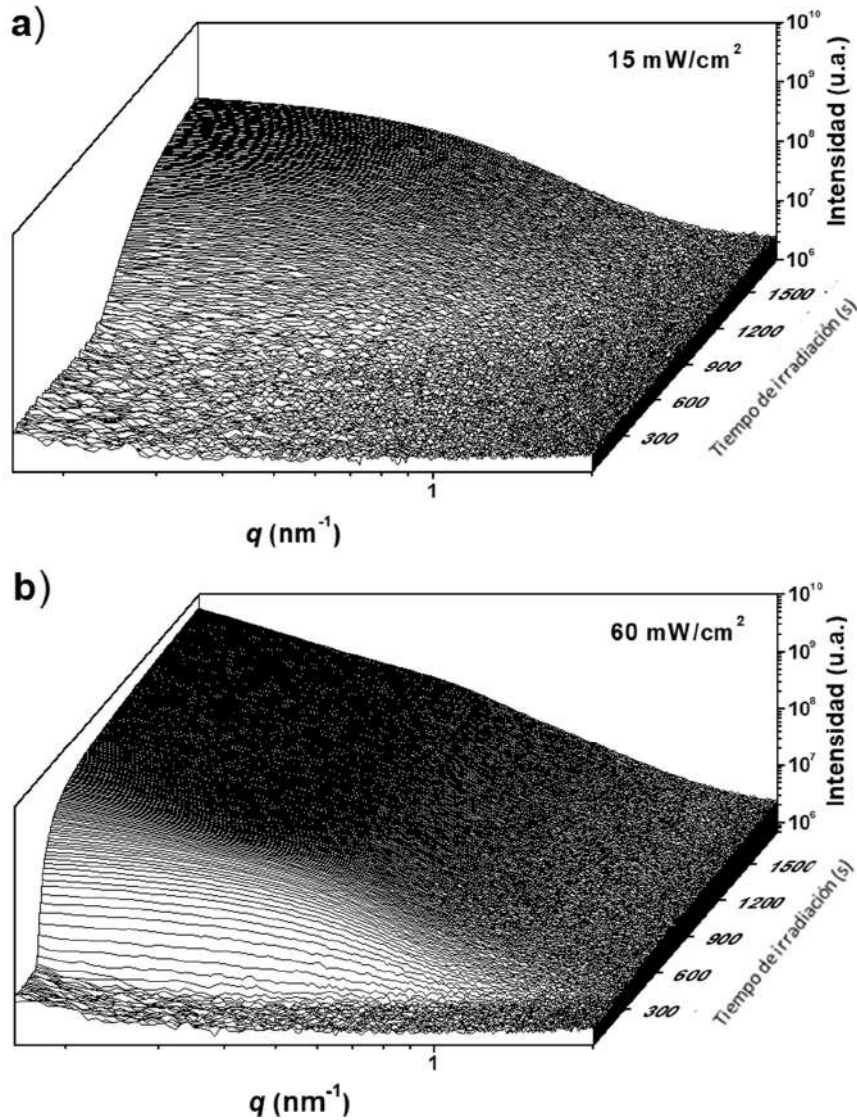 a)
15 mW/cm²
10¹⁰
10⁹
10⁸
10⁷
10⁶
Intensidad (u.a.)
1500
1200
900
600
300
Tiempo de irradiación (s)
1
q (nm⁻¹)
b)
60 mW/cm²
10¹⁰
10⁹
10⁸
10⁷
10⁶
Intensidad (u.a.)
1500
1200
900
600
300
Tiempo de irradiación (s)
1
q (nm⁻¹)